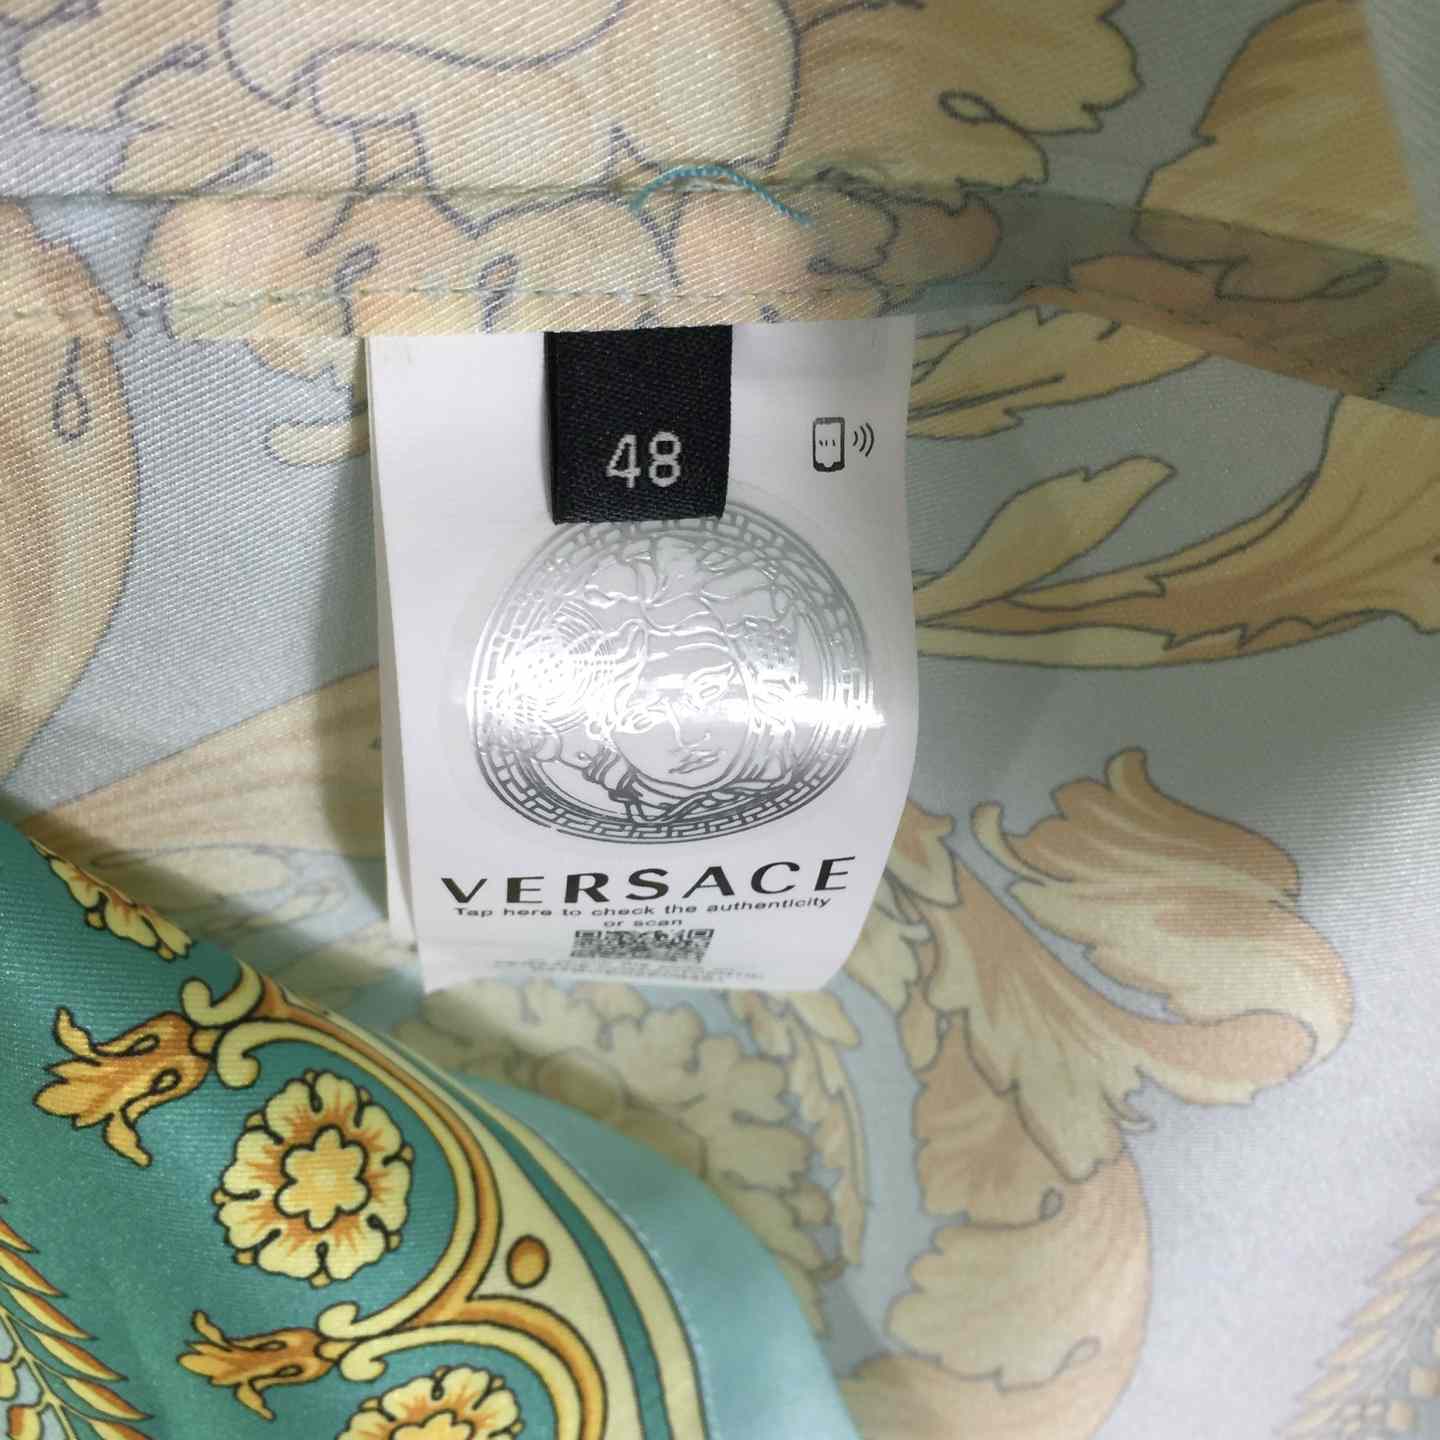 48
VERSACE
Tap here to check the authenticity
or scan